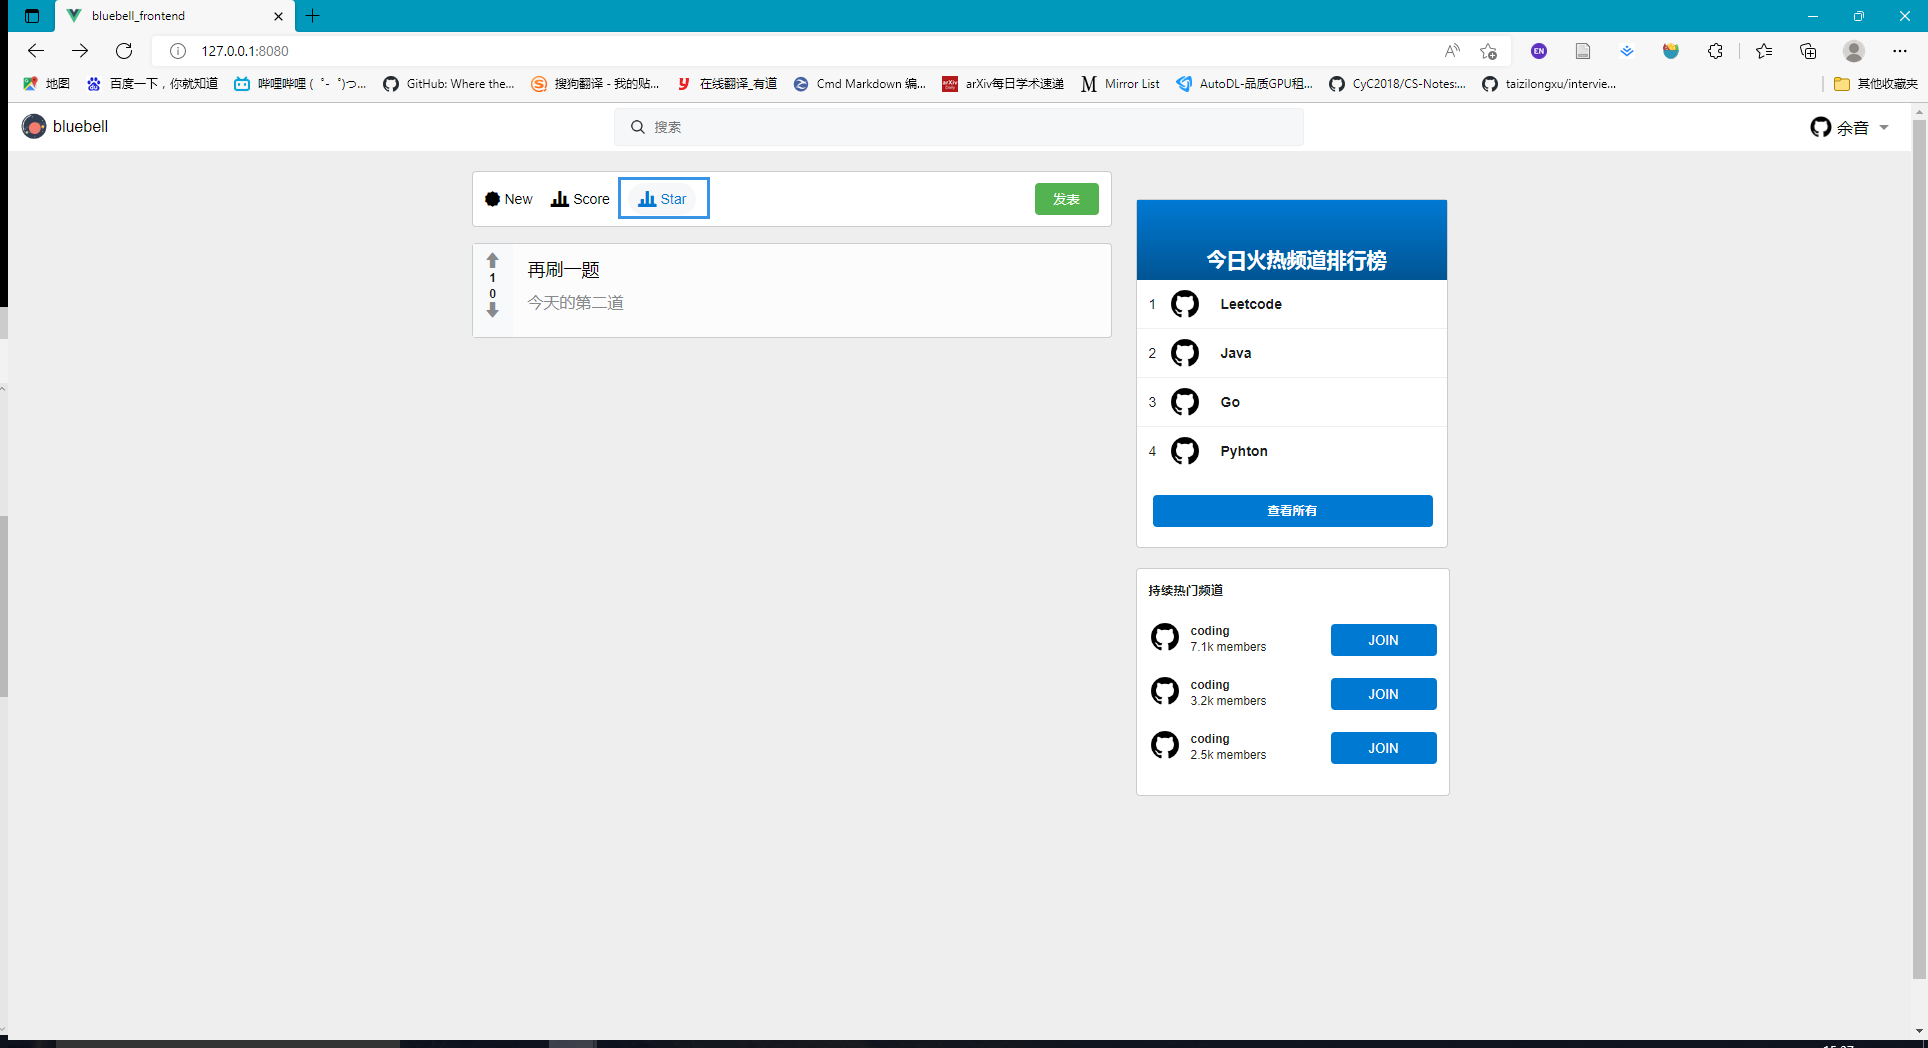 bluebell_frontend
127.0.0.1:8080
EN
地图
百度一下，你就知道
哔哩哔哩 ( ゜- ゜)つ...
GitHub: Where the...
搜狗翻译 - 我的贴...
在线翻译_有道
Cmd Markdown 编...
arXiv每日学术速递
Mirror List
AutoDL-品质GPU租...
CyC2018/CS-Notes:...
taizilongxu/intervie...
其他收藏夹
bluebell
搜索
余音
New
Score
Star
发表
1
0
再刷一题
今天的第二道
今日火热频道排行榜
1 Leetcode
2 Java
3 Go
4 Pyhton
查看所有
持续热门频道
coding
7.1k members
JOIN
coding
3.2k members
JOIN
coding
2.5k members
JOIN